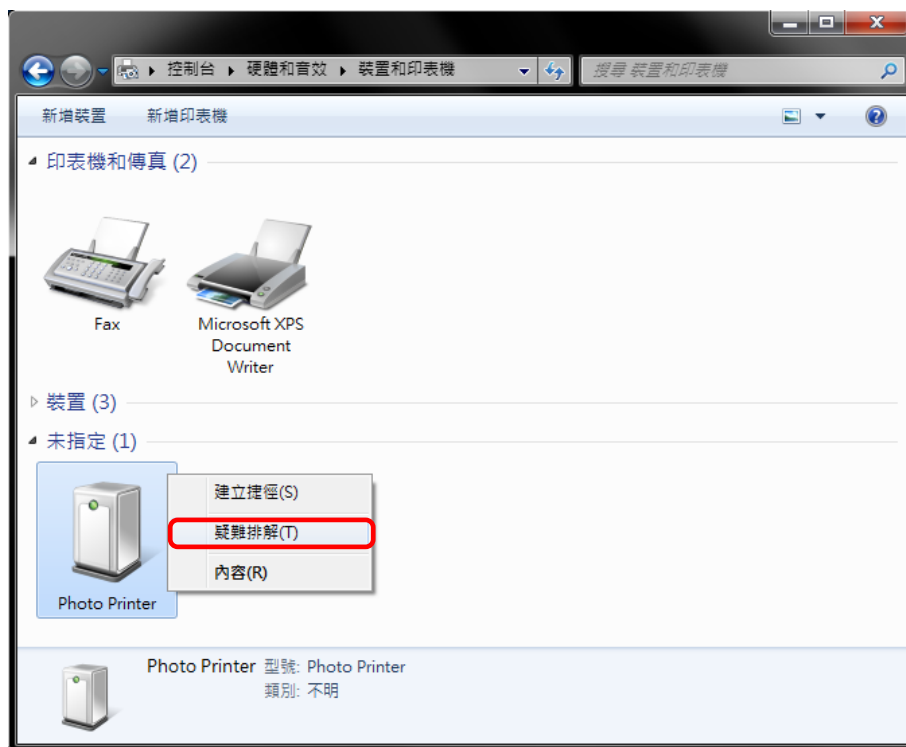 控制台 ▸ 硬體和音效 ▸ 裝置和印表機
搜尋 裝置和印表機
新增裝置 新增印表機
印表機和傳真 (2)
Fax
Microsoft XPS
Document
Writer
裝置 (3)
未指定 (1)
建立捷徑(S)
疑難排解(T)
內容(R)
Photo Printer
Photo Printer 型號: Photo Printer
類別: 不明